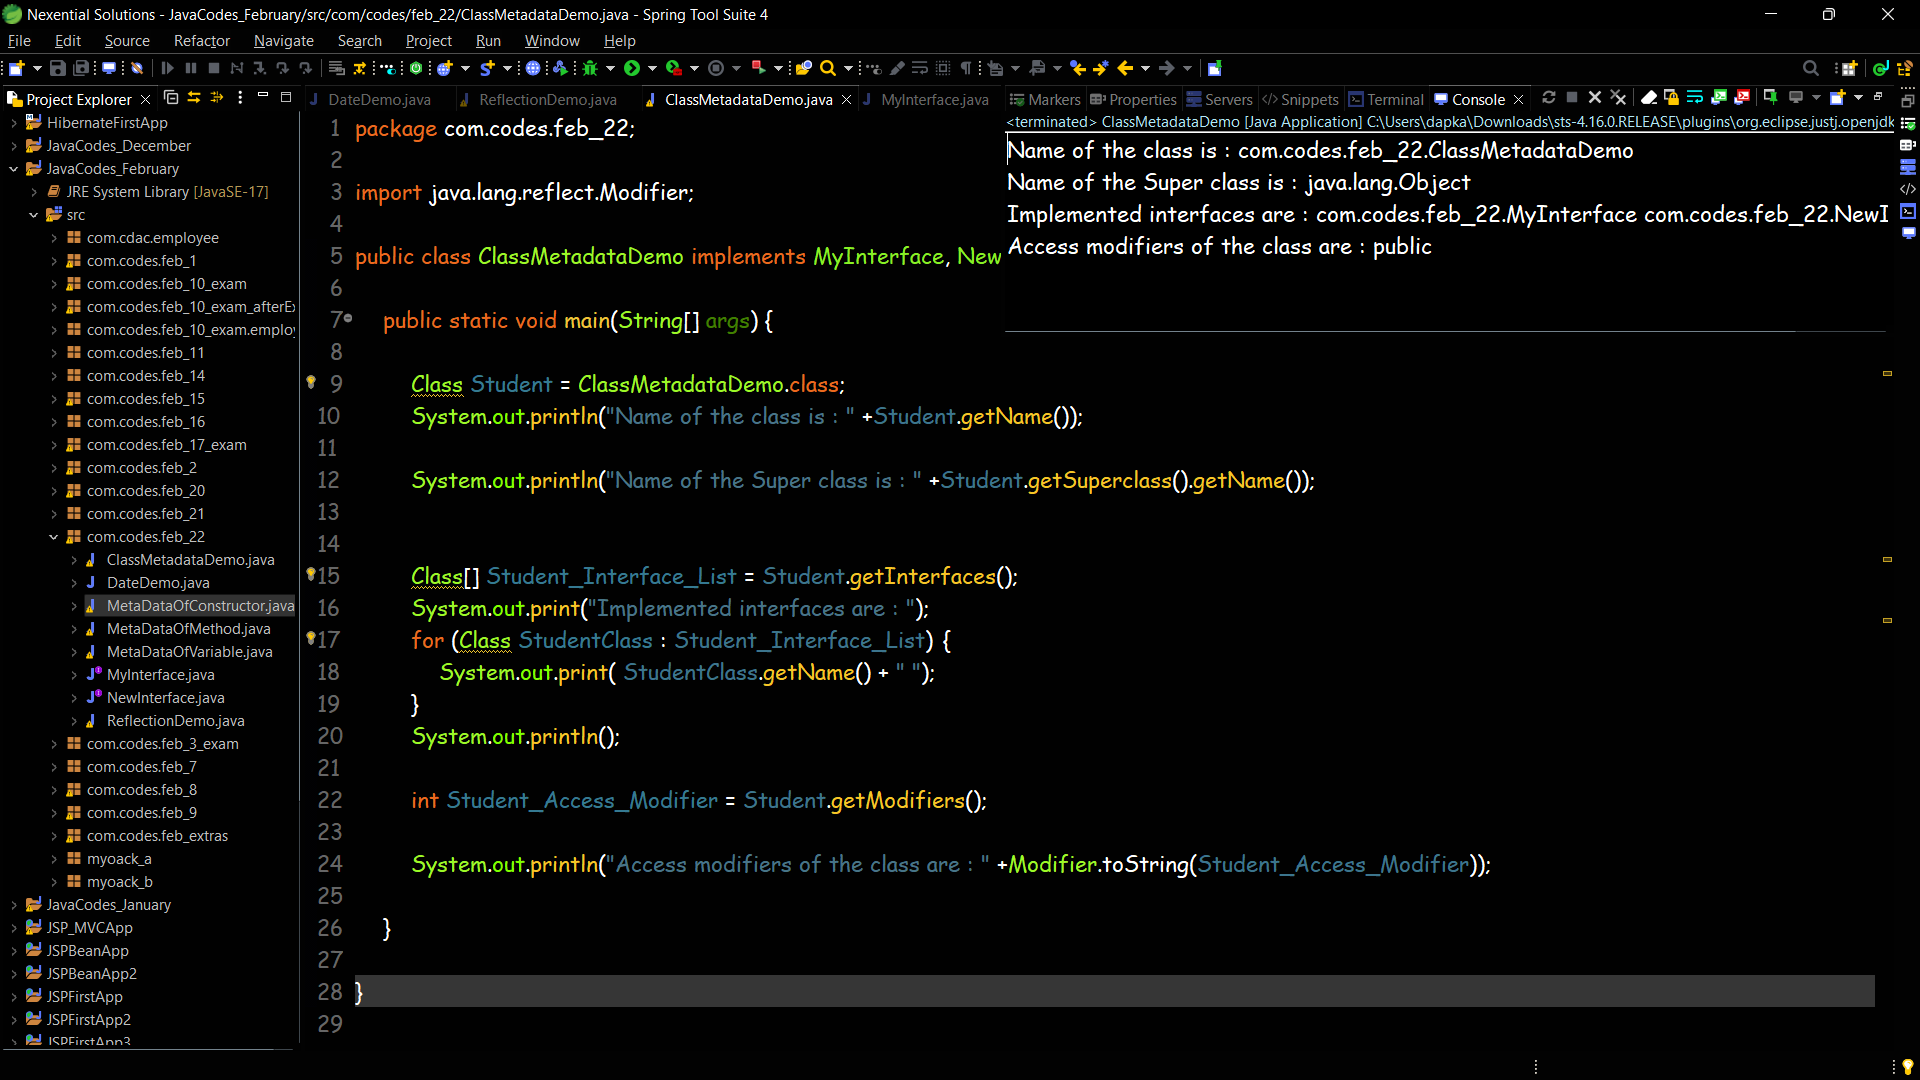 Nexential Solutions - JavaCodes_February/src/com/codes/feb_22/ClassMetadataDemo.java - Spring Tool Suite 4
File Edit Source Refactor Navigate Search Project Run Window Help
Project Explorer
HibernateFirstApp
JavaCodes_December
JavaCodes_February
JRE System Library [JavaSE-17]
src
com.cdac.employee
com.codes.feb_1
com.codes.feb_10_exam
com.codes.feb_10_exam_afterE
com.codes.feb_10_exam.emplo
com.codes.feb_11
com.codes.feb_14
com.codes.feb_15
com.codes.feb_16
com.codes.feb_17_exam
com.codes.feb_2
com.codes.feb_20
com.codes.feb_21
com.codes.feb_22
ClassMetadataDemo.java
DateDemo.java
MetaDataOfConstructor.java
MetaDataOfMethod.java
MetaDataOfVariable.java
MyInterface.java
NewInterface.java
ReflectionDemo.java
com.codes.feb_3_exam
com.codes.feb_7
com.codes.feb_8
com.codes.feb_9
com.codes.feb_extras
myoack_a
myoack_b
JavaCodes_January
JSP_MVCApp
JSPBeanApp
JSPBeanApp2
JSPFirstApp
JSPFirstApp2
JSPFirstApp3
DateDemo.java ReflectionDemo.java ClassMetadataDemo.java MyInterface.java
1 package com.codes.feb_22;
2
3 import java.lang.reflect.Modifier;
4
5 public class ClassMetadataDemo implements MyInterface, New
6
7 public static void main(String[] args) {
8
9 Class Student = ClassMetadataDemo.class;
10 System.out.println("Name of the class is : " +Student.getName());
11
12 System.out.println("Name of the Super class is : " +Student.getSuperclass().getName());
13
14
15 Class[] Student_Interface_List = Student.getInterfaces();
16 System.out.print("Implemented interfaces are : ");
17 for (Class StudentClass : Student_Interface_List) {
18 System.out.print( StudentClass.getName() + " ");
19 }
20 System.out.println();
21
22 int Student_Access_Modifier = Student.getModifiers();
23
24 System.out.println("Access modifiers of the class are : " +Modifier.toString(Student_Access_Modifier));
25
26 }
27
28 }
29
Markers Properties Servers Snippets Terminal Console
<terminated> ClassMetadataDemo [Java Application] C:\Users\dapka\Downloads\sts-4.16.0.RELEASE\plugins\org.eclipse.justj.openjdk
Name of the class is : com.codes.feb_22.ClassMetadataDemo
Name of the Super class is : java.lang.Object
Implemented interfaces are : com.codes.feb_22.MyInterface com.codes.feb_22.NewI
Access modifiers of the class are : public